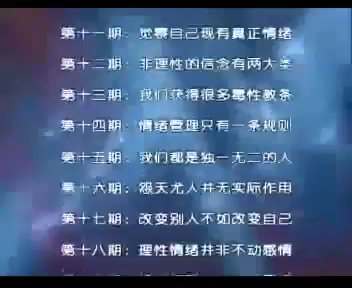 第十一期：觉察自己现有真正情绪
第十二期：非理性的信念有两大类
第十三期：我们获得很多毒性教条
第十四期：情绪管理只有一条规则
第十五期：我们都是独一无二的人
第十六期：怨天尤人并无实际作用
第十七期：改变别人不如改变自己
第十八期：理性情绪并非不动感情